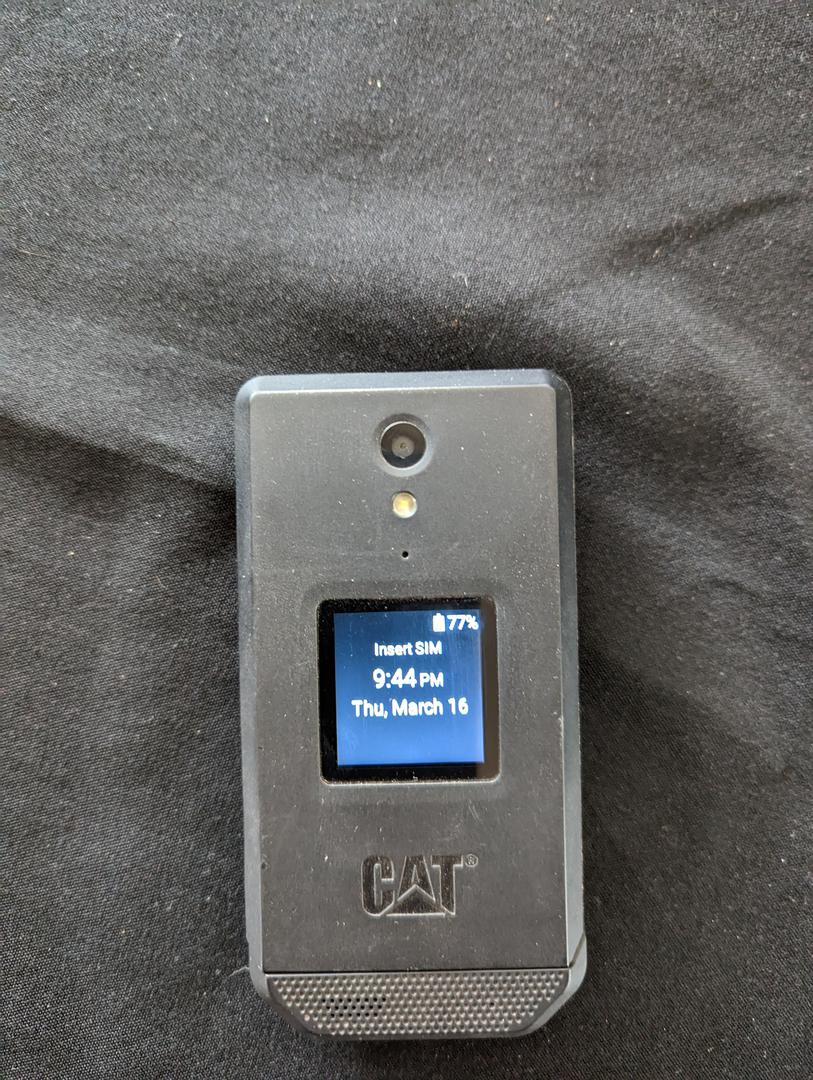 77%
Insert SIM
9:44 PM
Thu, March 16
CAT®